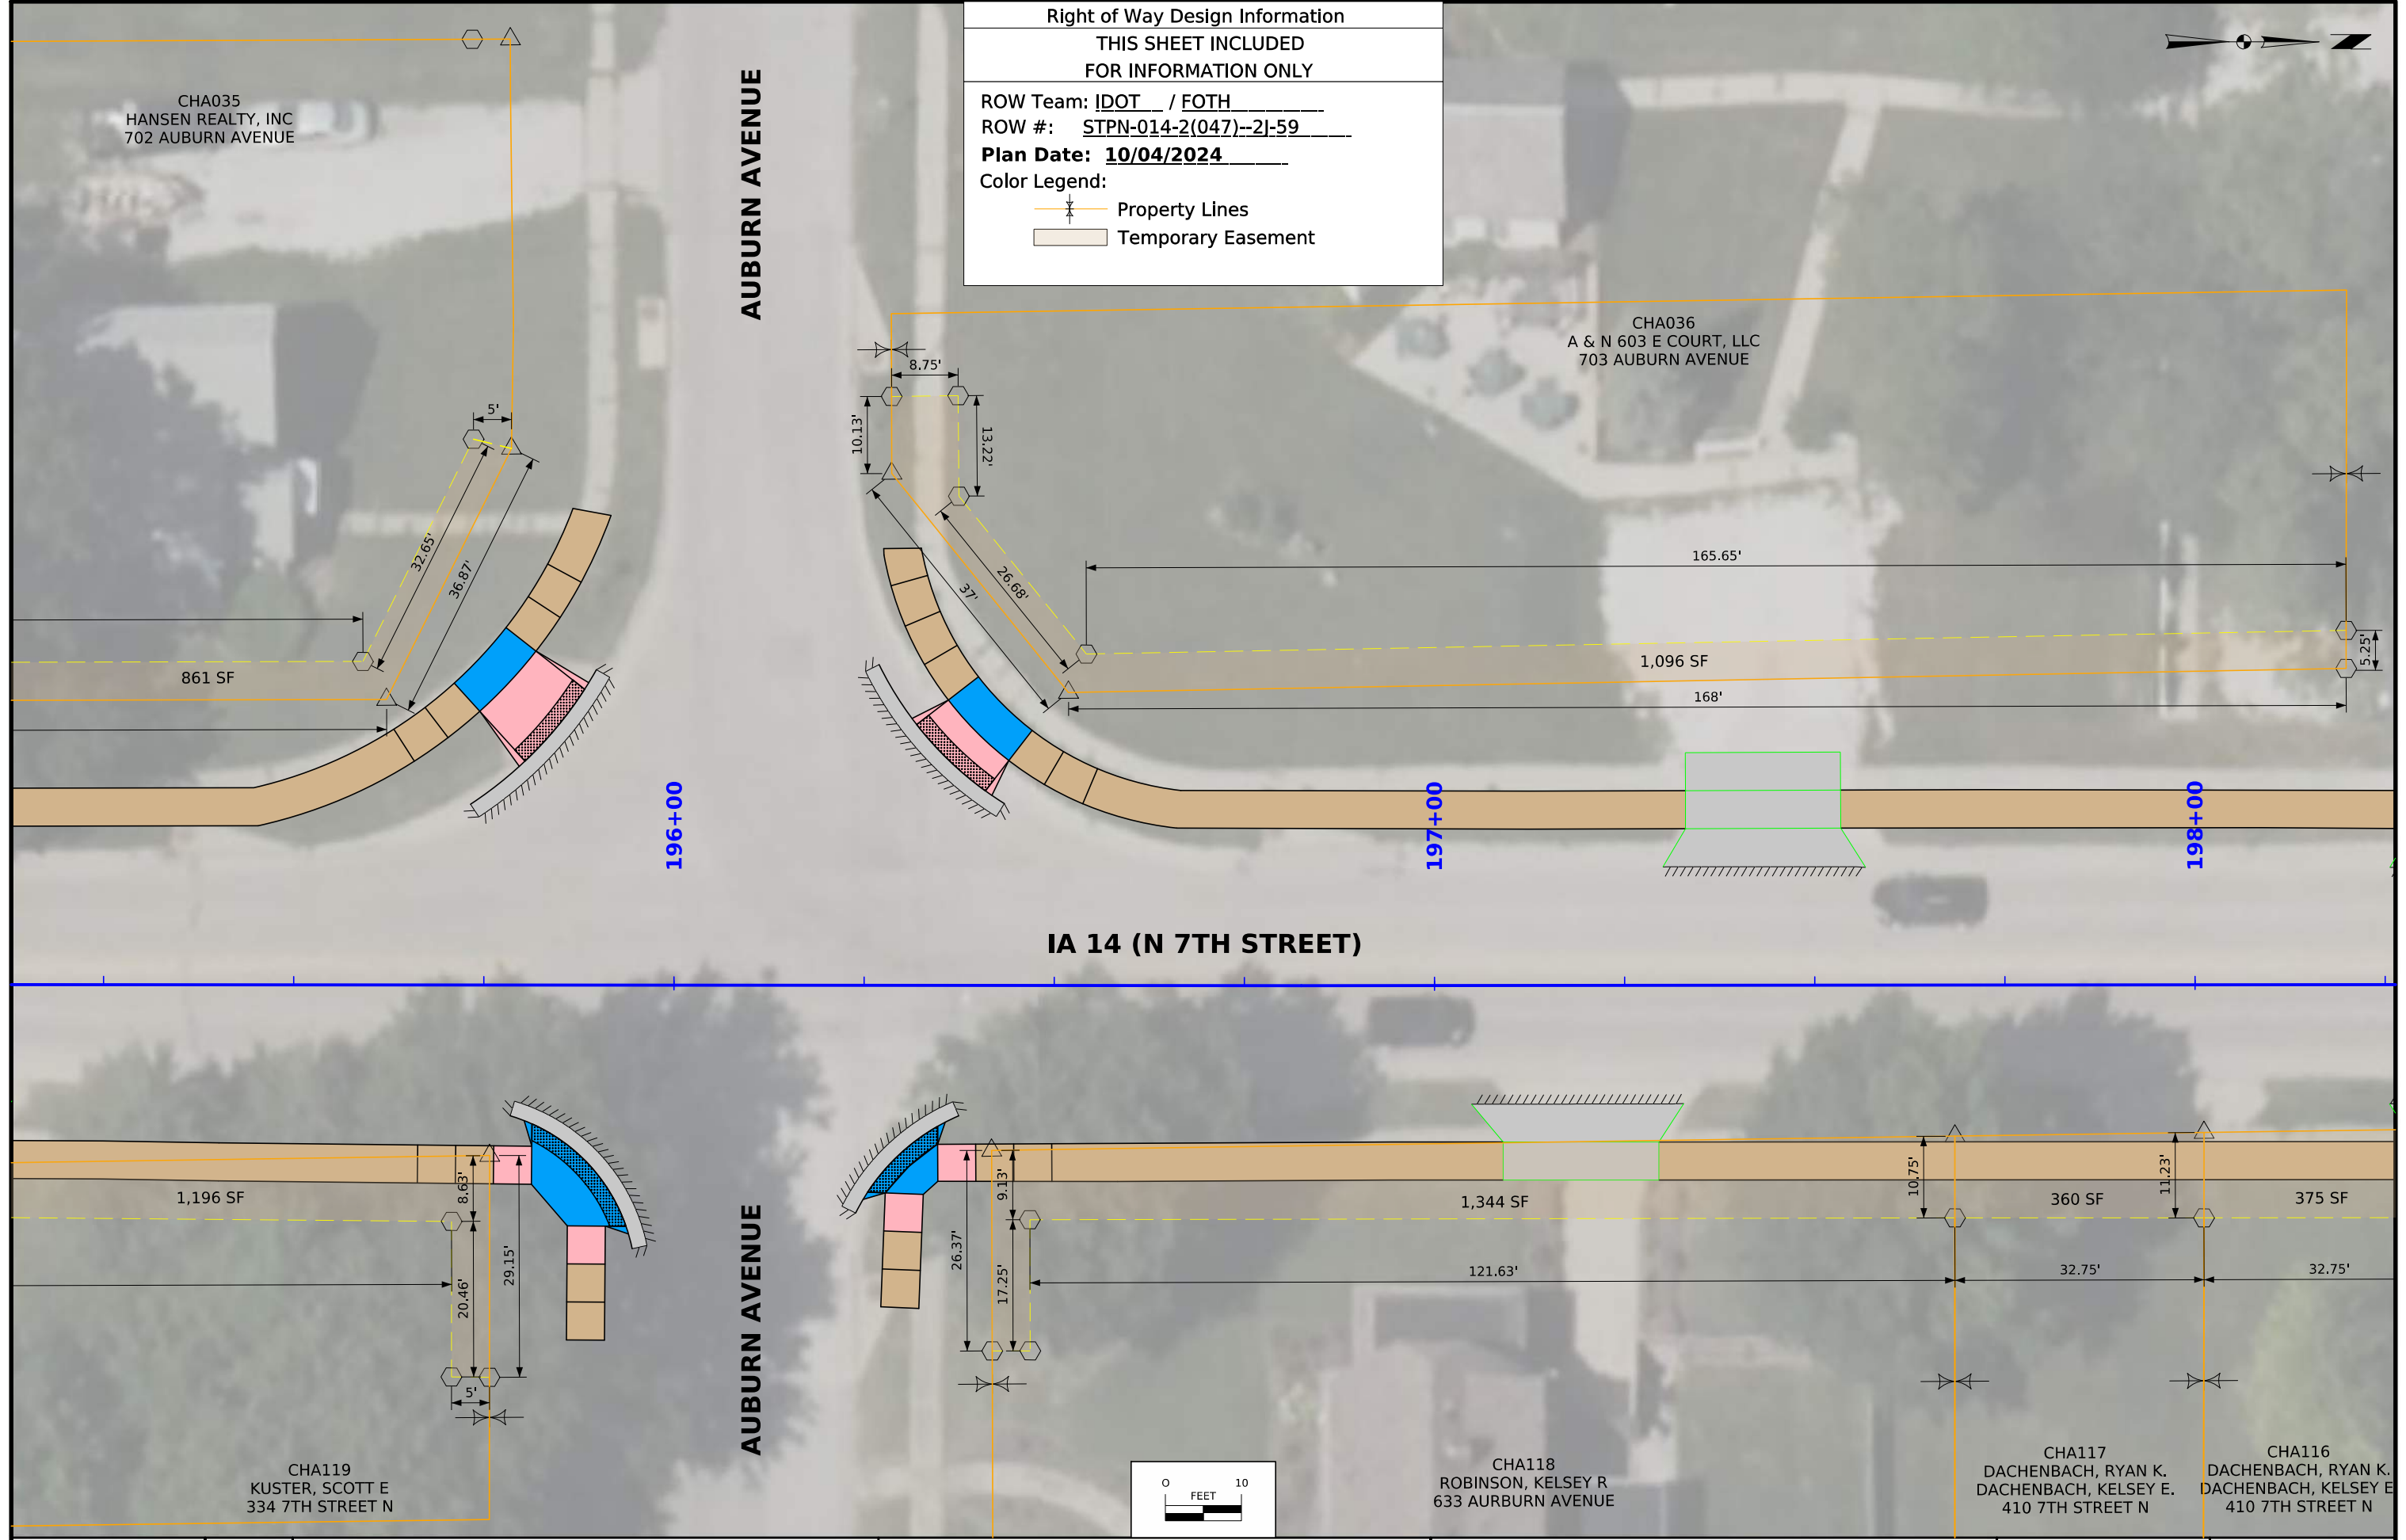 Right of Way Design Information
THIS SHEET INCLUDED
FOR INFORMATION ONLY
ROW Team: IDOT / FOTH
ROW #: STPN-014-2(047)--2J-59
Plan Date: 10/04/2024
Color Legend:
Property Lines
Temporary Easement
CHA035
HANSEN REALTY, INC
702 AUBURN AVENUE
AUBURN AVENUE
CHA036
A & N 603 E COURT, LLC
703 AUBURN AVENUE
8.75'
5'
10.13'
13.22'
32.65'
36.87'
37'
26.68'
165.65'
5.25'
861 SF
1,096 SF
168'
196+00
197+00
198+00
IA 14 (N 7TH STREET)
1,196 SF
8.63'
20.46'
29.15'
5'
AUBURN AVENUE
26.37'
9.13'
17.25'
1,344 SF
10.75'
360 SF
11.23'
375 SF
121.63'
32.75'
32.75'
CHA119
KUSTER, SCOTT E
334 7TH STREET N
0 10
FEET
CHA118
ROBINSON, KELSEY R
633 AURBURN AVENUE
CHA117
DACHENBACH, RYAN K.
DACHENBACH, KELSEY E.
410 7TH STREET N
CHA116
DACHENBACH, RYAN K.
DACHENBACH, KELSEY E
410 7TH STREET N